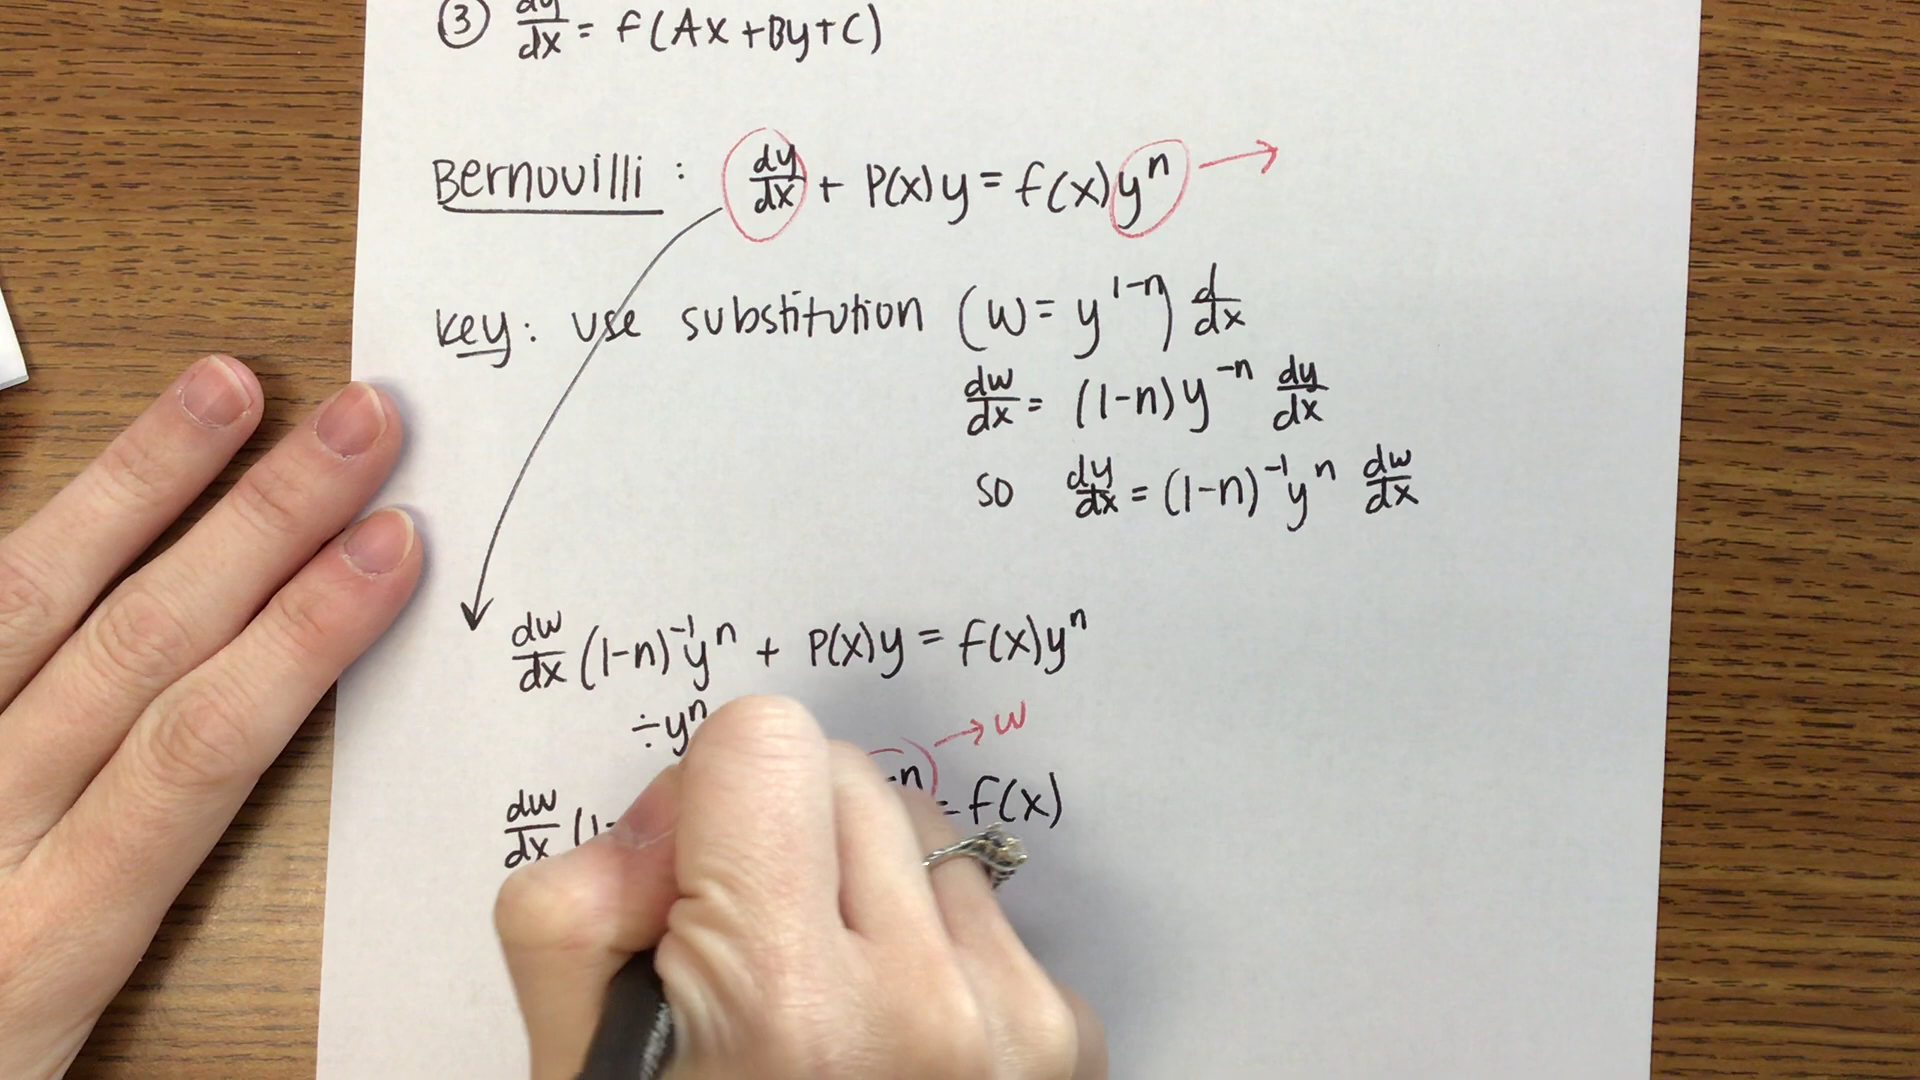 ③ dy/dx = f(Ax+By+C)
Bernouilli : dy/dx + P(x)y = f(x)y^n →
key: use substitution (w = y^{1-n}) d/dx
dw/dx = (1-n)y^{-n} dy/dx
so dy/dx = (1-n)^{-1}y^n dw/dx
dw/dx (1-n)^{-1}y^n + P(x)y = f(x)y^n
÷y^n
→ w
dw/dx (1- -n = f(x)